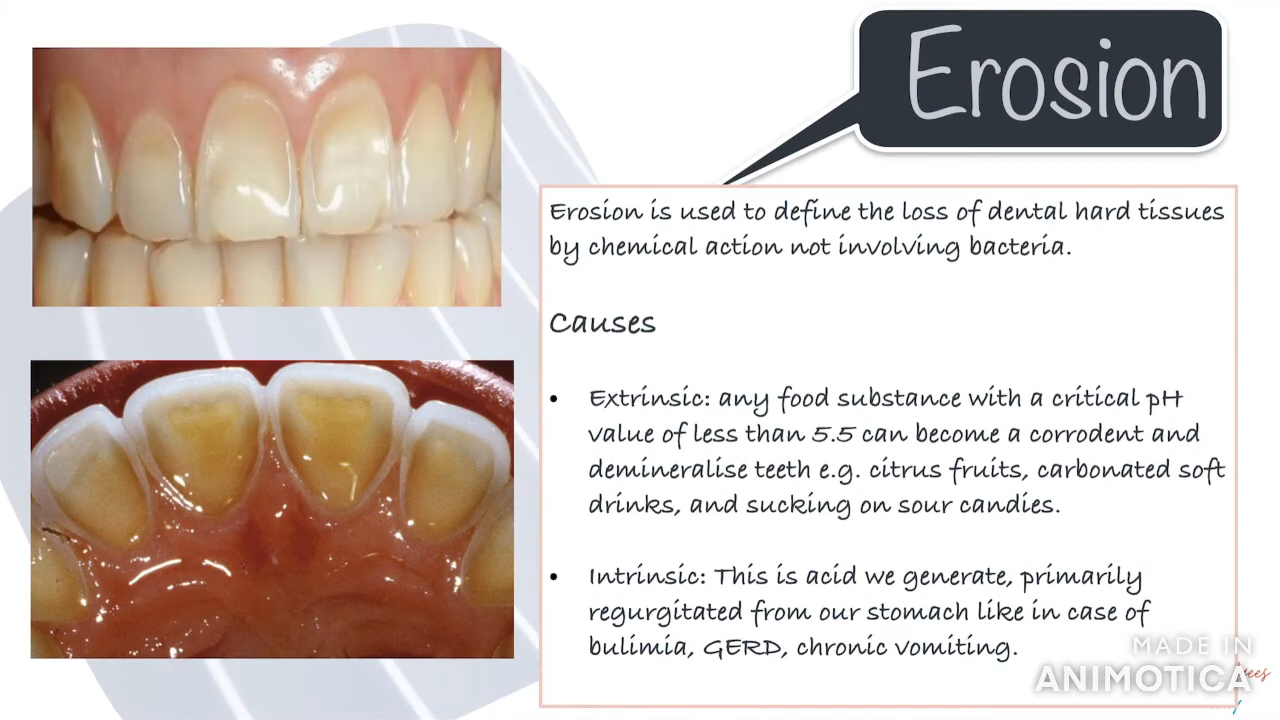 Erosion
Erosion is used to define the loss of dental hard tissues
by chemical action not involving bacteria.
Causes
• Extrinsic: any food substance with a critical pH
value of less than 5.5 can become a corrodent and
demineralise teeth e.g. citrus fruits, carbonated soft
drinks, and sucking on sour candies.
• Intrinsic: This is acid we generate, primarily
regurgitated from our stomach like in case of
bulimia, GERD, chronic vomiting.
MADE IN
ANIMOTICA